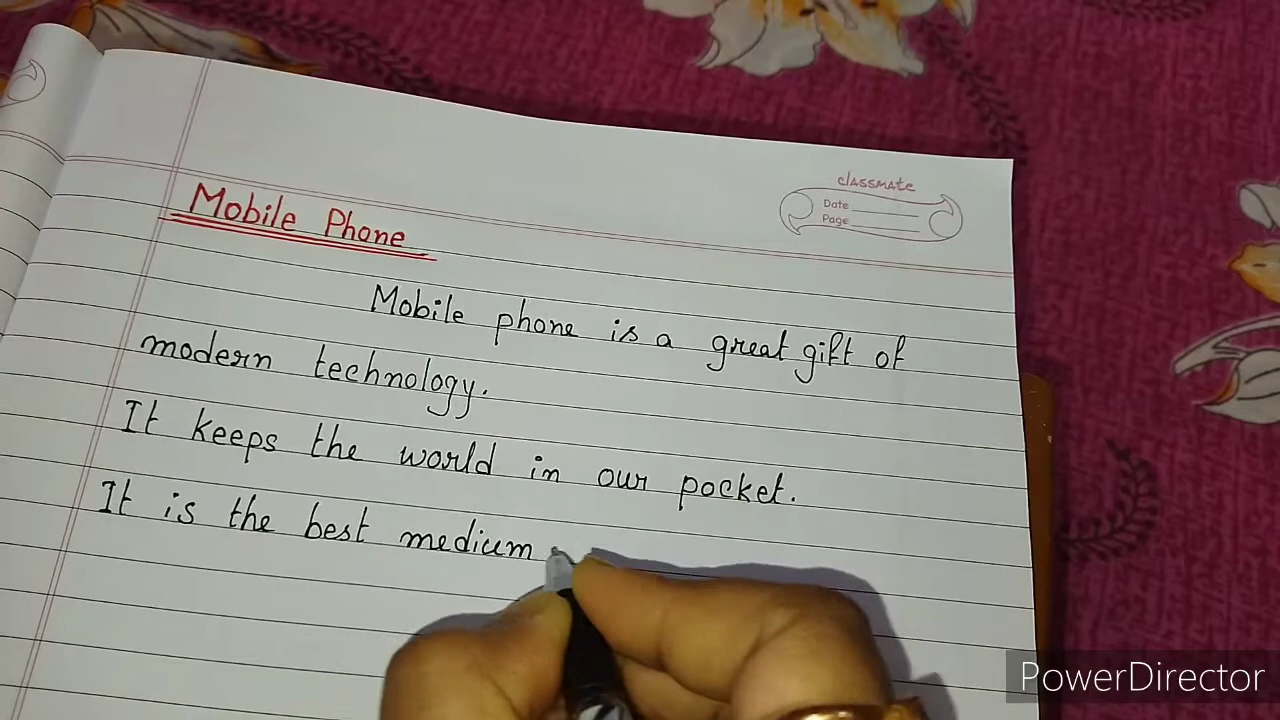 classmate
Date
Page
Mobile Phone
Mobile phone is a great gift of
modern technology.
It keeps the world in our pocket.
It is the best medium
PowerDirector